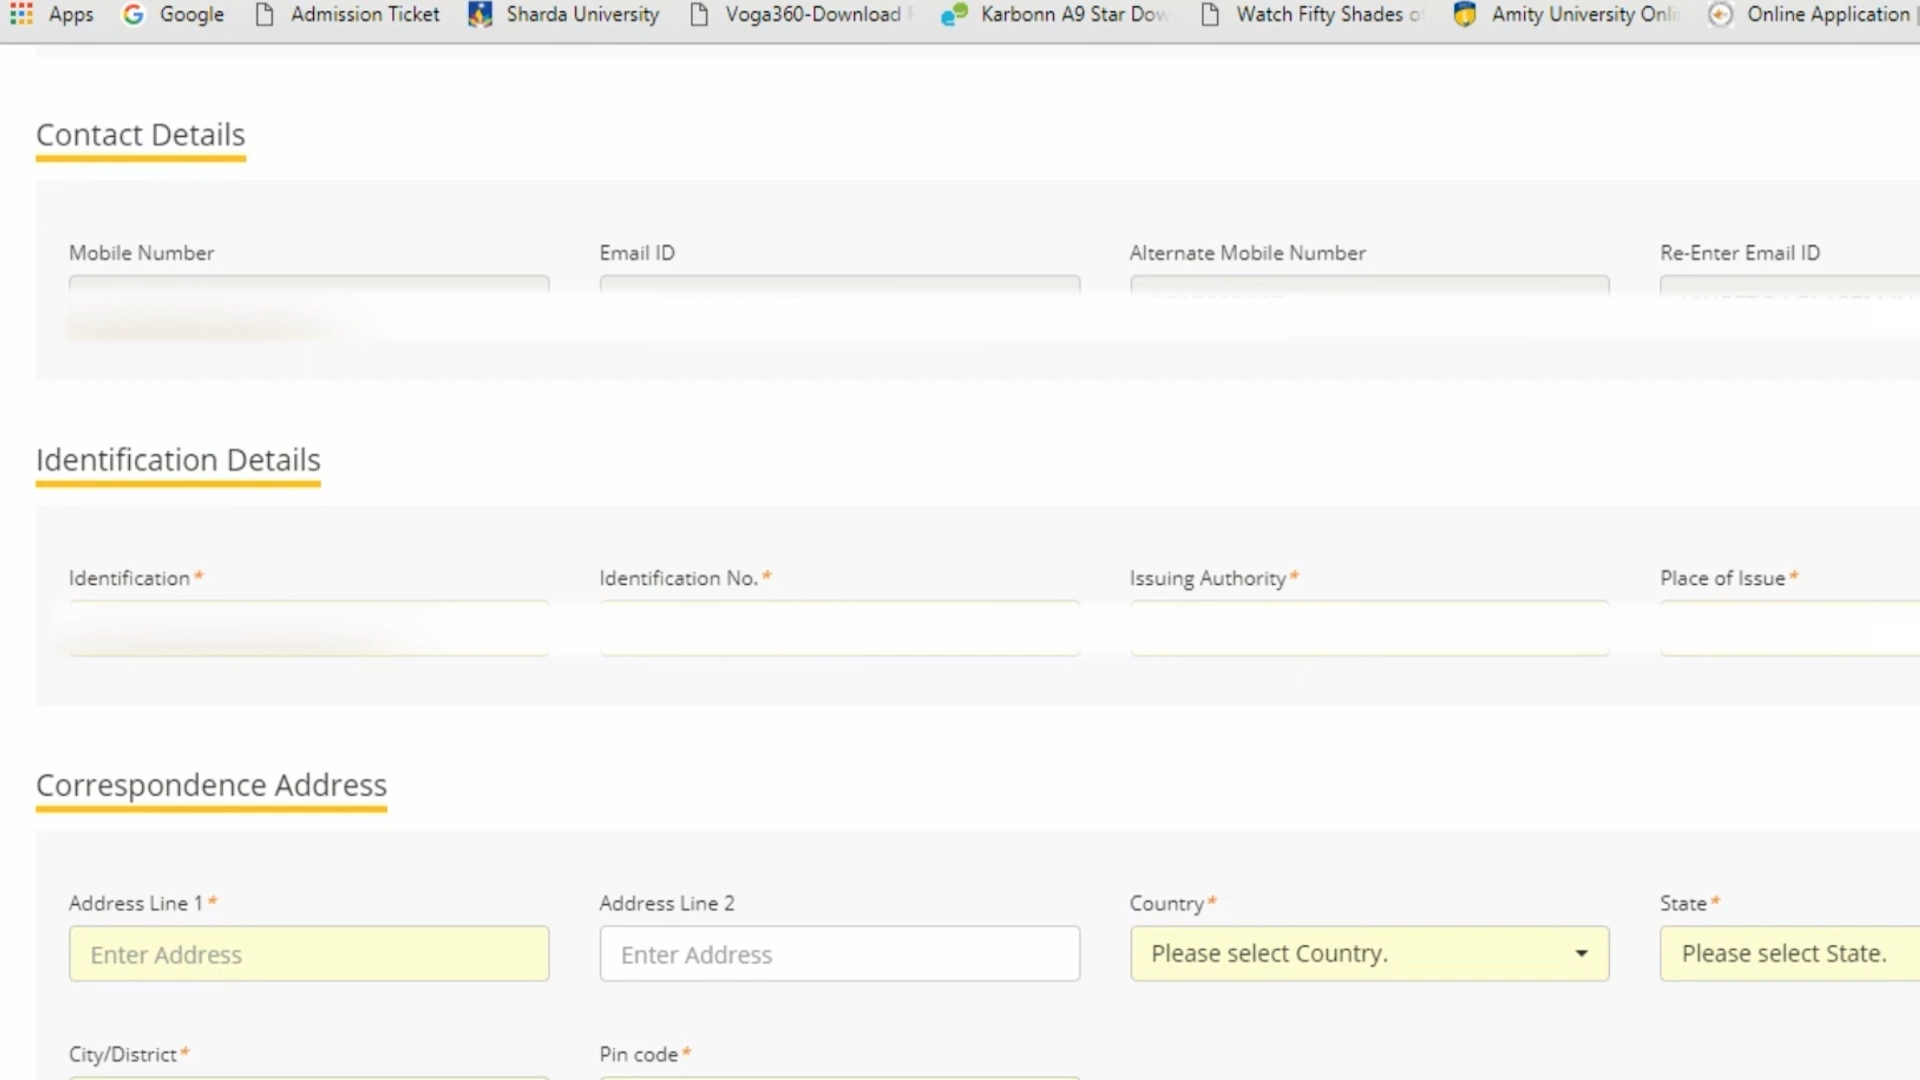 Apps Google Admission Ticket Sharda University Voga360-Download Karbonn A9 Star Watch Fifty Shades Amity University Online Application
Contact Details
Mobile Number Email ID Alternate Mobile Number Re-Enter Email ID
Identification Details
Identification* Identification No.* Issuing Authority* Place of Issue*
Correspondence Address
Address Line 1* Address Line 2 Country* State*
Enter Address Enter Address Please select Country. Please select State.
City/District* Pin code*